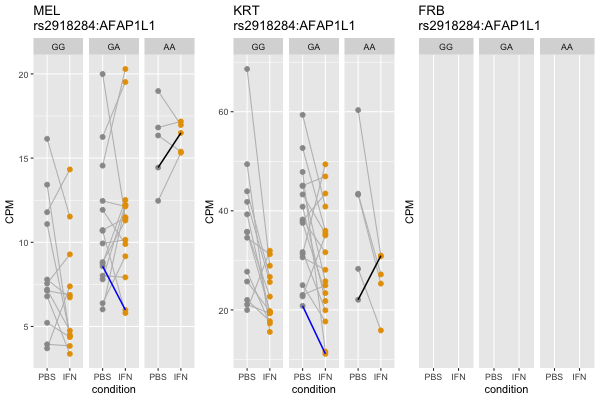 MEL
rs2918284:AFAP1L1
GG GA AA
20
15
10
5
CPM
PBS IFN PBS IFN PBS IFN
condition
KRT
rs2918284:AFAP1L1
GG GA AA
60
40
20
CPM
PBS IFN PBS IFN PBS IFN
condition
FRB
rs2918284:AFAP1L1
GG GA AA
CPM
PBS IFN PBS IFN PBS IFN
condition